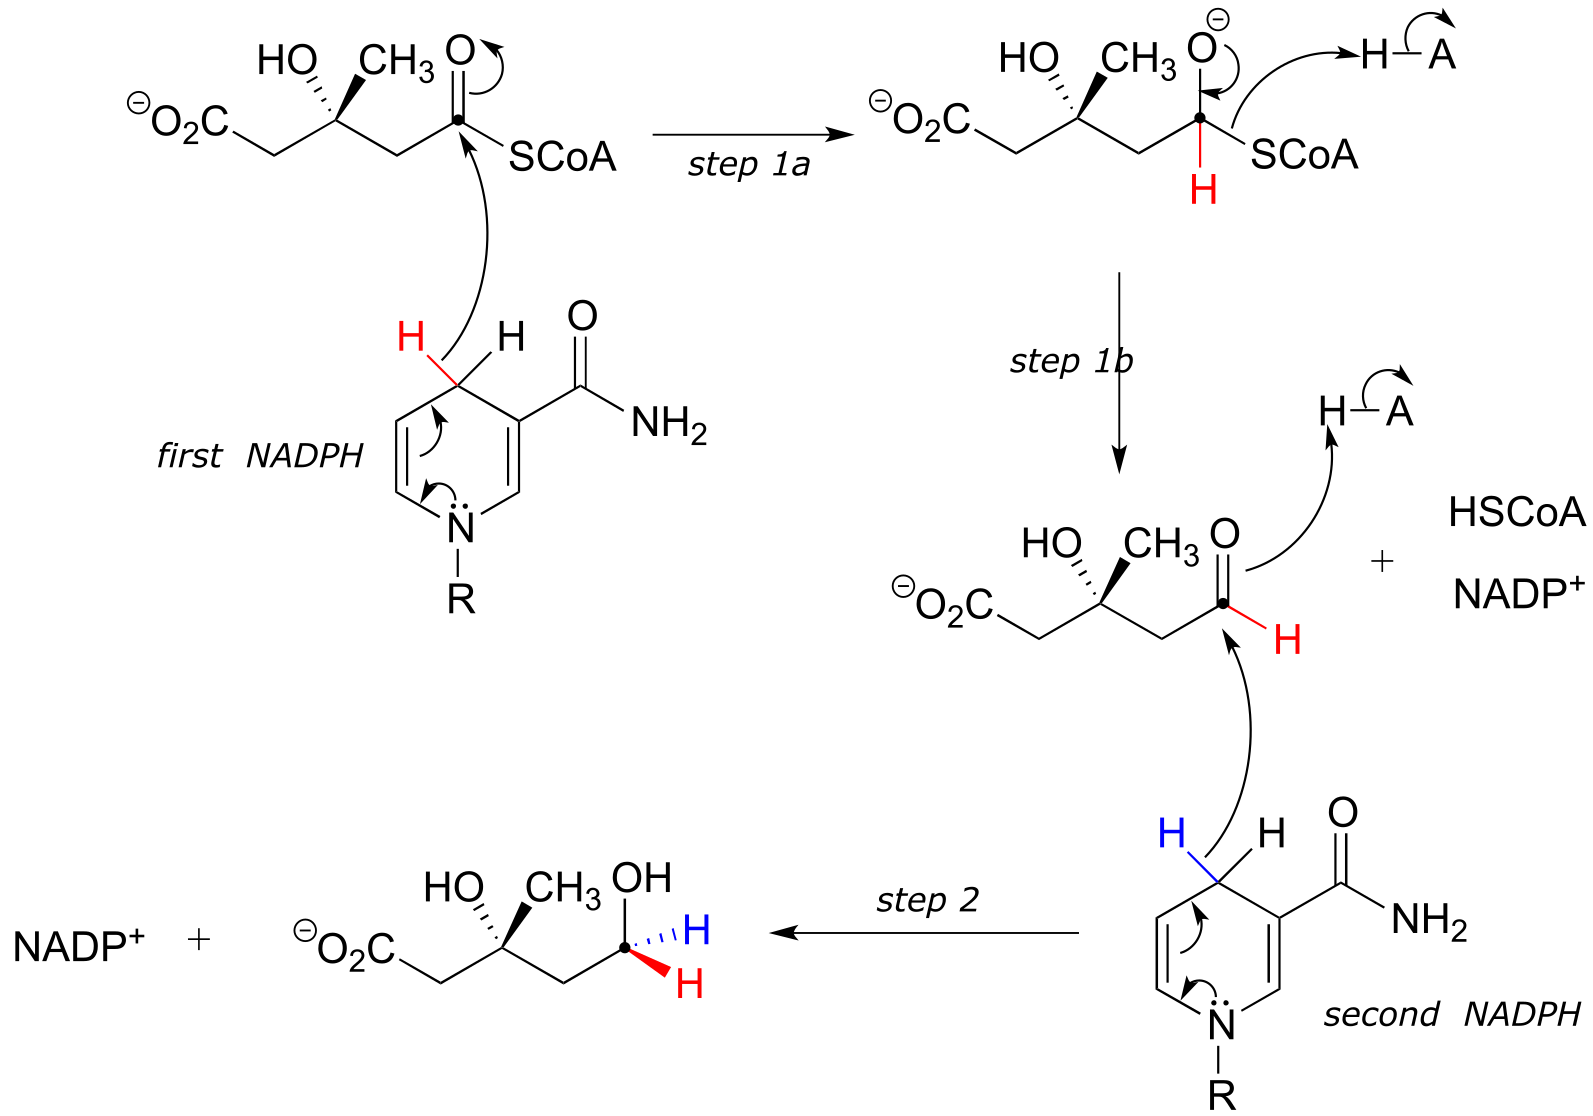 HO CH3 O
⊖O2C SCoA
step 1a
HO CH3 O⊖ H A
⊖O2C SCoA
H
H H O
NH2
first NADPH
N
R
step 1b
H A
HSCoA
+
NADP+
HO CH3 O
⊖O2C H
H H O
NH2
second NADPH
N
R
step 2
HO CH3 OH
NADP+ + ⊖O2C H
H